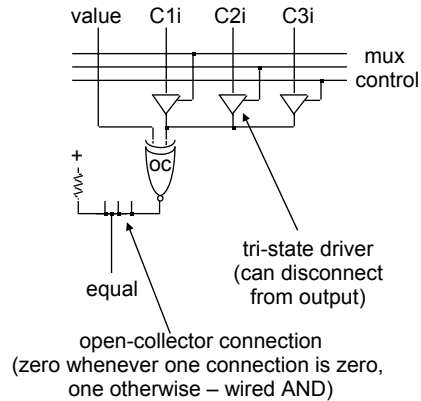 value C1i C2i C3i
mux
control
+
OC
tri-state driver
(can disconnect
from output)
equal
open-collector connection
(zero whenever one connection is zero,
one otherwise – wired AND)